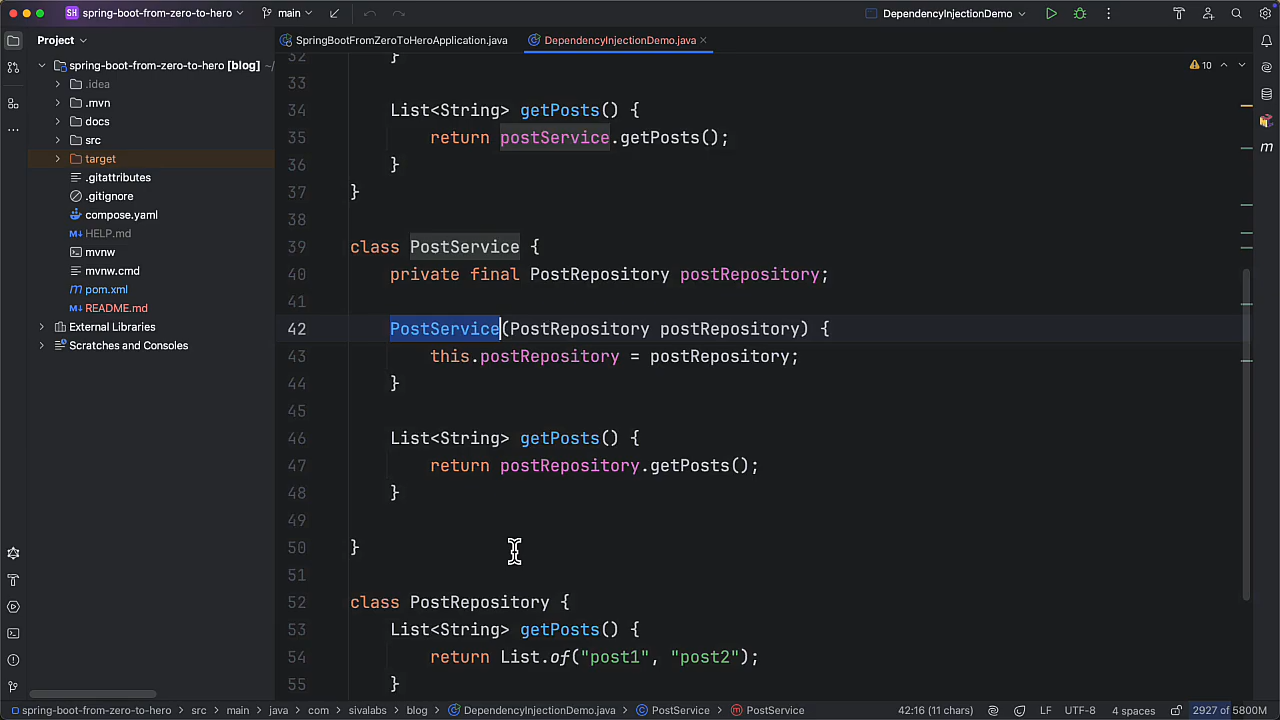 SH spring-boot-from-zero-to-hero main DependencyInjectionDemo
Project
SpringBootFromZeroToHeroApplication.java
DependencyInjectionDemo.java
spring-boot-from-zero-to-hero [blog] ~/
.idea
.mvn
docs
src
target
.gitattributes
.gitignore
compose.yaml
HELP.md
mvnw
mvnw.cmd
pom.xml
README.md
External Libraries
Scratches and Consoles
10
32 }
33
34 List<String> getPosts() {
35 return postService.getPosts();
36 }
37 }
38
39 class PostService {
40 private final PostRepository postRepository;
41
42 PostService(PostRepository postRepository) {
43 this.postRepository = postRepository;
44 }
45
46 List<String> getPosts() {
47 return postRepository.getPosts();
48 }
49
50 }
51
52 class PostRepository {
53 List<String> getPosts() {
54 return List.of("post1", "post2");
55 }
spring-boot-from-zero-to-hero > src > main > java > com > sivalabs > blog > DependencyInjectionDemo.java > PostService > PostService 42:16 (11 chars) LF UTF-8 4 spaces 2927 of 5800M